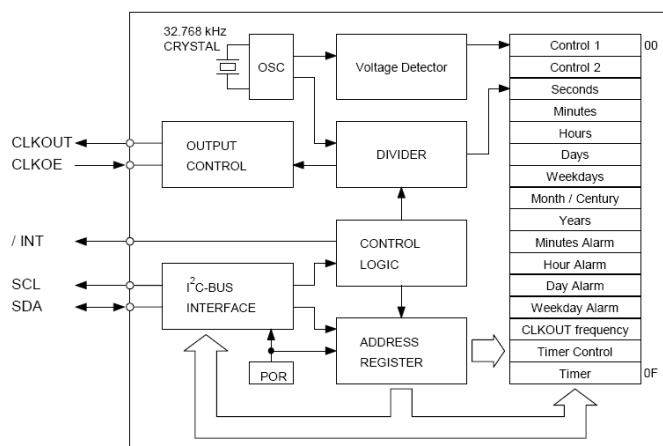 32.768 kHz
CRYSTAL
OSC
Voltage Detector
CLKOUT
CLKOE
OUTPUT
CONTROL
DIVIDER
/ INT
CONTROL
LOGIC
SCL
SDA
I²C-BUS
INTERFACE
ADDRESS
REGISTER
POR
Control 1 00
Control 2
Seconds
Minutes
Hours
Days
Weekdays
Month / Century
Years
Minutes Alarm
Hour Alarm
Day Alarm
Weekday Alarm
CLKOUT frequency
Timer Control
Timer 0F